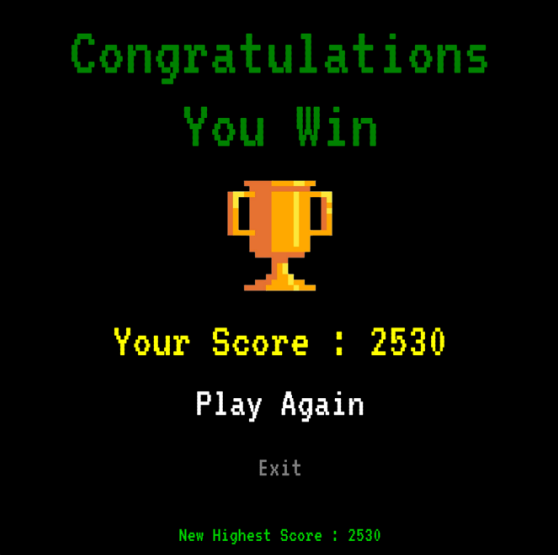 Congratulations
You Win
Your Score : 2530
Play Again
Exit
New Highest Score : 2530